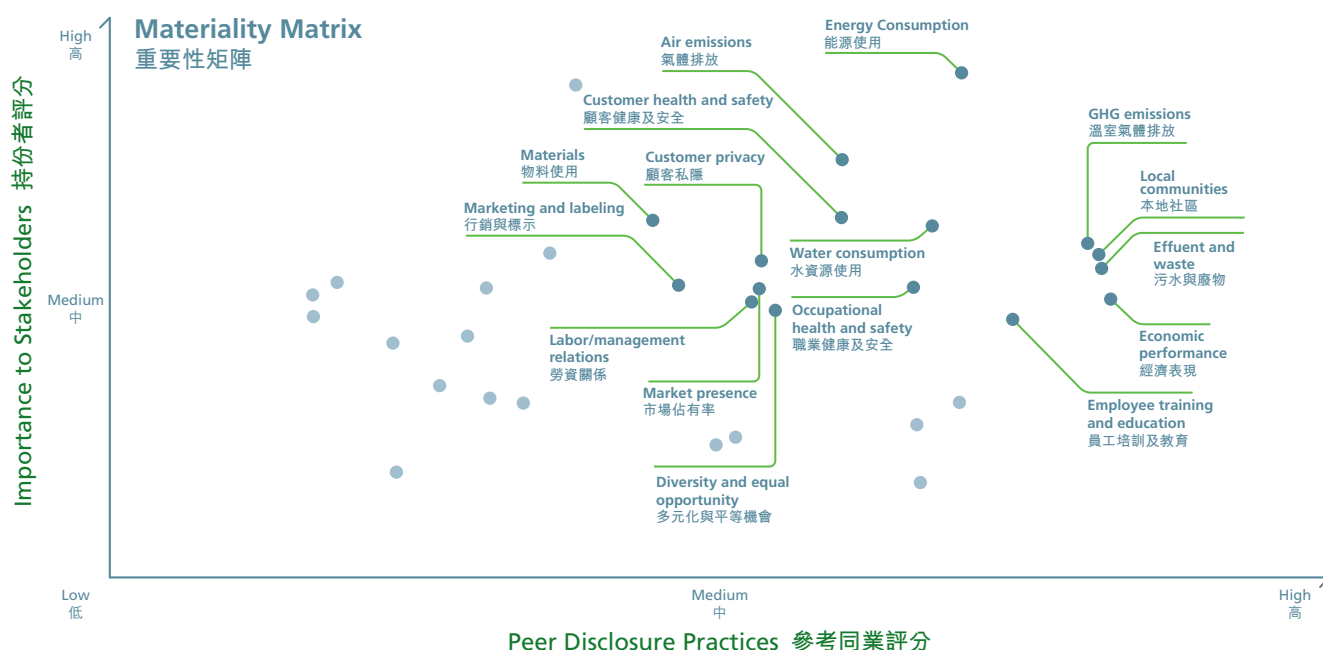 Materiality Matrix
重要性矩陣
High
高
Importance to Stakeholders 持份者評分
Energy Consumption
能源使用
Air emissions
氣體排放
Customer health and safety
顧客健康及安全
GHG emissions
溫室氣體排放
Materials
物料使用
Customer privacy
顧客私隱
Local
communities
本地社區
Marketing and labeling
行銷與標示
Water consumption
水資源使用
Effuent and
waste
污水與廢物
Medium
中
Occupational
health and safety
職業健康及安全
Labor/management
relations
勞資關係
Economic
performance
經濟表現
Market presence
市場佔有率
Employee training
and education
員工培訓及教育
Diversity and equal
opportunity
多元化與平等機會
Low
低
Medium
中
High
高
Peer Disclosure Practices 參考同業評分